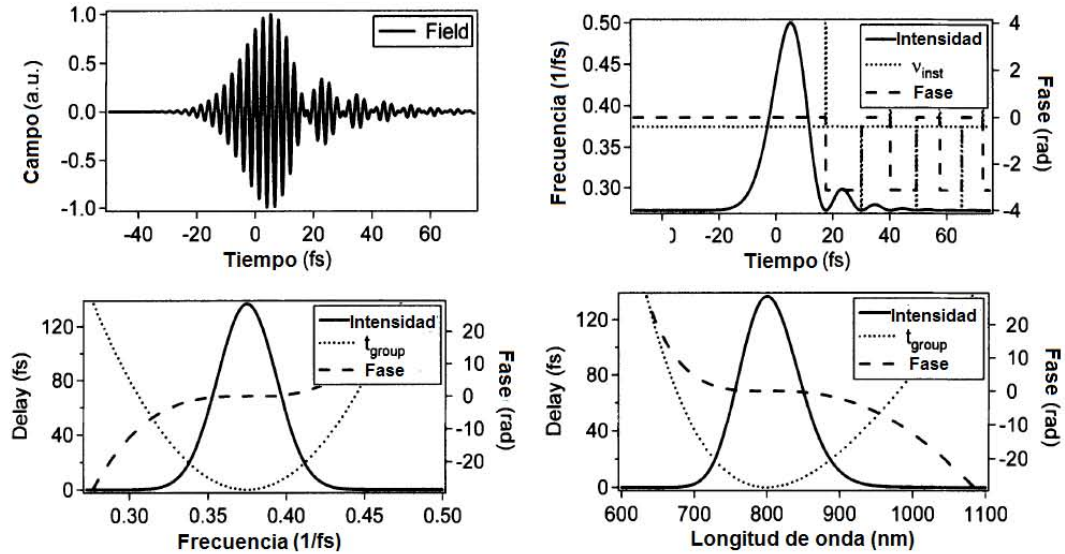 1.0
0.5
0.0
-0.5
-1.0
Campo (a.u.)
Field
-40
-20
0
20
40
60
Tiempo (fs)
0.50
0.45
0.40
0.35
0.30
Frecuencia (1/fs)
Intensidad
νinst
Fase
4
2
0
-2
-4
Fase (rad)
-20
0
20
40
60
Tiempo (fs)
120
80
40
0
Delay (fs)
Intensidad
tgroup
Fase
20
10
0
-10
-20
Fase (rad)
0.30
0.35
0.40
0.45
0.50
Frecuencia (1/fs)
120
80
40
0
Delay (fs)
Intensidad
tgroup
Fase
20
10
0
-10
-20
Fase (rad)
600
700
800
900
1000
1100
Longitud de onda (nm)